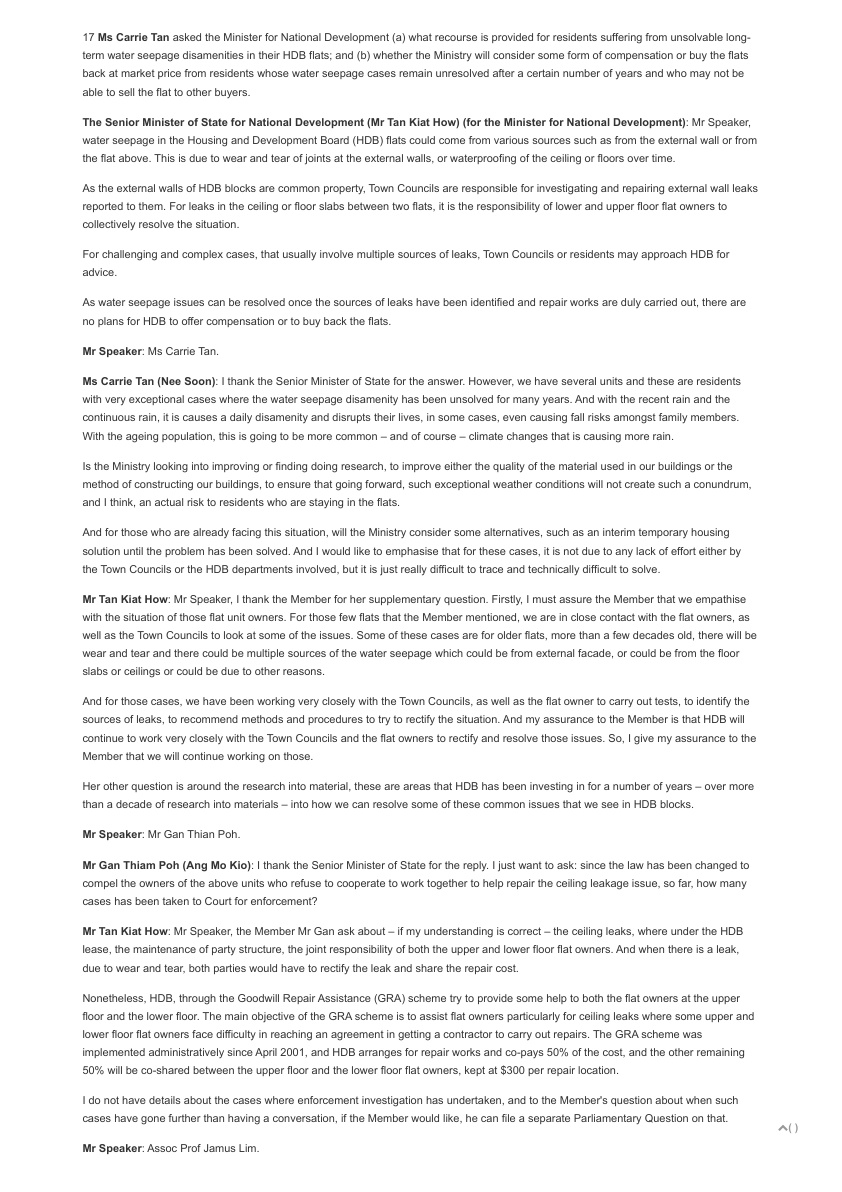 17 Ms Carrie Tan asked the Minister for National Development (a) what recourse is provided for residents suffering from unsolvable long-
term water seepage disamenities in their HDB flats; and (b) whether the Ministry will consider some form of compensation or buy the flats
back at market price from residents whose water seepage cases remain unresolved after a certain number of years and who may not be
able to sell the flat to other buyers.
The Senior Minister of State for National Development (Mr Tan Kiat How) (for the Minister for National Development): Mr Speaker,
water seepage in the Housing and Development Board (HDB) flats could come from various sources such as from the external wall or from
the flat above. This is due to wear and tear of joints at the external walls, or waterproofing of the ceiling or floors over time.
As the external walls of HDB blocks are common property, Town Councils are responsible for investigating and repairing external wall leaks
reported to them. For leaks in the ceiling or floor slabs between two flats, it is the responsibility of lower and upper floor flat owners to
collectively resolve the situation.
For challenging and complex cases, that usually involve multiple sources of leaks, Town Councils or residents may approach HDB for
advice.
As water seepage issues can be resolved once the sources of leaks have been identified and repair works are duly carried out, there are
no plans for HDB to offer compensation or to buy back the flats.
Mr Speaker: Ms Carrie Tan.
Ms Carrie Tan (Nee Soon): I thank the Senior Minister of State for the answer. However, we have several units and these are residents
with very exceptional cases where the water seepage disamenity has been unsolved for many years. And with the recent rain and the
continuous rain, it is causes a daily disamenity and disrupts their lives, in some cases, even causing fall risks amongst family members.
With the ageing population, this is going to be more common – and of course – climate changes that is causing more rain.
Is the Ministry looking into improving or finding doing research, to improve either the quality of the material used in our buildings or the
method of constructing our buildings, to ensure that going forward, such exceptional weather conditions will not create such a conundrum,
and I think, an actual risk to residents who are staying in the flats.
And for those who are already facing this situation, will the Ministry consider some alternatives, such as an interim temporary housing
solution until the problem has been solved. And I would like to emphasise that for these cases, it is not due to any lack of effort either by
the Town Councils or the HDB departments involved, but it is just really difficult to trace and technically difficult to solve.
Mr Tan Kiat How: Mr Speaker, I thank the Member for her supplementary question. Firstly, I must assure the Member that we empathise
with the situation of those flat unit owners. For those few flats that the Member mentioned, we are in close contact with the flat owners, as
well as the Town Councils to look at some of the issues. Some of these cases are for older flats, more than a few decades old, there will be
wear and tear and there could be multiple sources of the water seepage which could be from external facade, or could be from the floor
slabs or ceilings or could be due to other reasons.
And for those cases, we have been working very closely with the Town Councils, as well as the flat owner to carry out tests, to identify the
sources of leaks, to recommend methods and procedures to try to rectify the situation. And my assurance to the Member is that HDB will
continue to work very closely with the Town Councils and the flat owners to rectify and resolve those issues. So, I give my assurance to the
Member that we will continue working on those.
Her other question is around the research into material, these are areas that HDB has been investing in for a number of years – over more
than a decade of research into materials – into how we can resolve some of these common issues that we see in HDB blocks.
Mr Speaker: Mr Gan Thian Poh.
Mr Gan Thiam Poh (Ang Mo Kio): I thank the Senior Minister of State for the reply. I just want to ask: since the law has been changed to
compel the owners of the above units who refuse to cooperate to work together to help repair the ceiling leakage issue, so far, how many
cases has been taken to Court for enforcement?
Mr Tan Kiat How: Mr Speaker, the Member Mr Gan ask about – if my understanding is correct – the ceiling leaks, where under the HDB
lease, the maintenance of party structure, the joint responsibility of both the upper and lower floor flat owners. And when there is a leak,
due to wear and tear, both parties would have to rectify the leak and share the repair cost.
Nonetheless, HDB, through the Goodwill Repair Assistance (GRA) scheme try to provide some help to both the flat owners at the upper
floor and the lower floor. The main objective of the GRA scheme is to assist flat owners particularly for ceiling leaks where some upper and
lower floor flat owners face difficulty in reaching an agreement in getting a contractor to carry out repairs. The GRA scheme was
implemented administratively since April 2001, and HDB arranges for repair works and co-pays 50% of the cost, and the other remaining
50% will be co-shared between the upper floor and the lower floor flat owners, kept at $300 per repair location.
I do not have details about the cases where enforcement investigation has undertaken, and to the Member's question about when such
cases have gone further than having a conversation, if the Member would like, he can file a separate Parliamentary Question on that.
( )
Mr Speaker: Assoc Prof Jamus Lim.